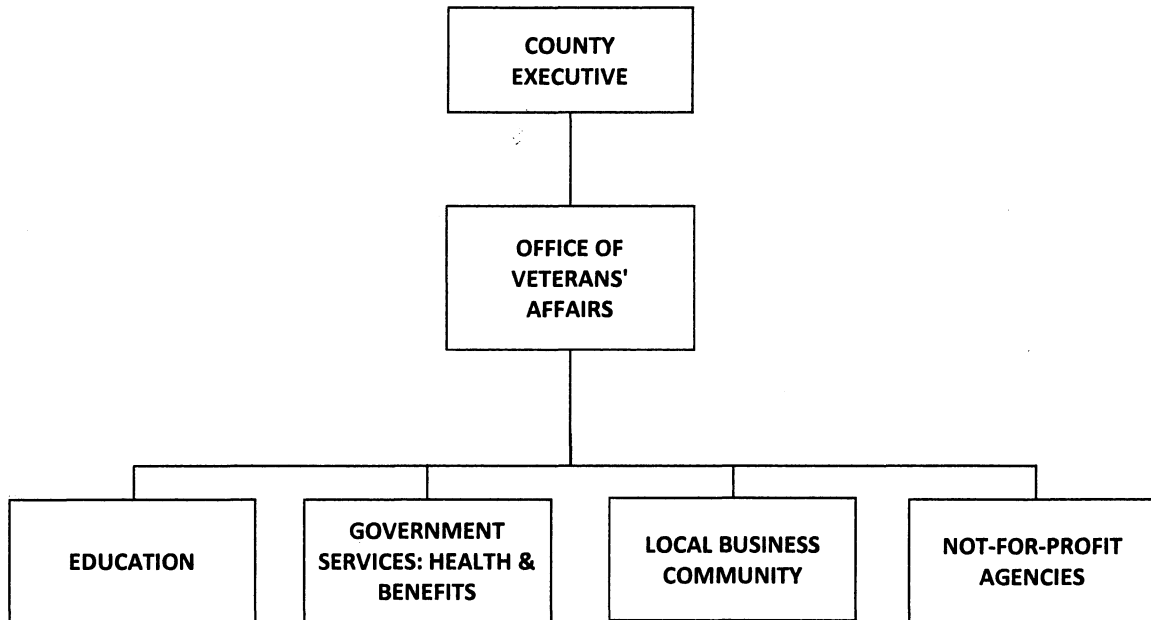 COUNTY
EXECUTIVE
OFFICE OF
VETERANS'
AFFAIRS
EDUCATION
GOVERNMENT
SERVICES: HEALTH &
BENEFITS
LOCAL BUSINESS
COMMUNITY
NOT-FOR-PROFIT
AGENCIES